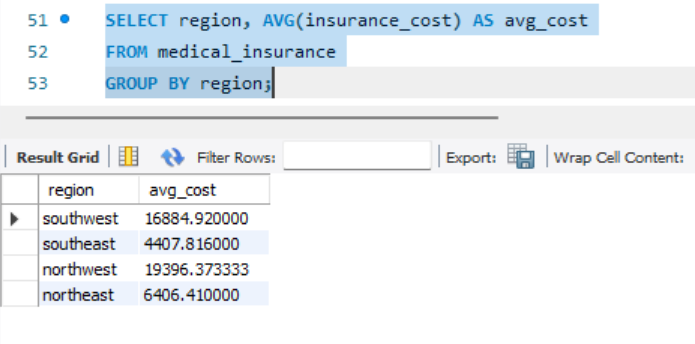 51 SELECT region, AVG(insurance_cost) AS avg_cost
52 FROM medical_insurance
53 GROUP BY region;
Result Grid Filter Rows: Export: Wrap Cell Content:
region avg_cost
southwest 16884.920000
southeast 4407.816000
northwest 19396.373333
northeast 6406.410000